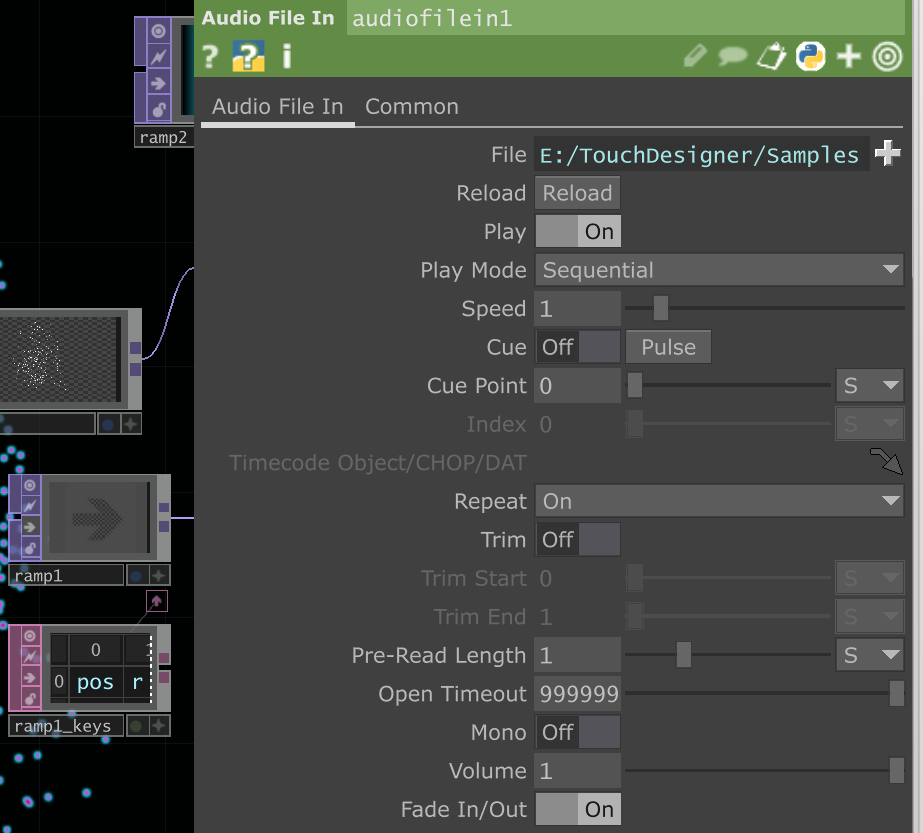 Audio File In audiofilein1
? ? i
Audio File In Common
File E:/TouchDesigner/Samples
Reload Reload
Play On
Play Mode Sequential
Speed 1
Cue Off Pulse
Cue Point 0 S
Index 0 S
Timecode Object/CHOP/DAT
Repeat On
Trim Off
Trim Start 0 S
Trim End 1 S
Pre-Read Length 1 S
Open Timeout 999999
Mono Off
Volume 1
Fade In/Out On
ramp2
ramp1
0
0 pos r
ramp1_keys